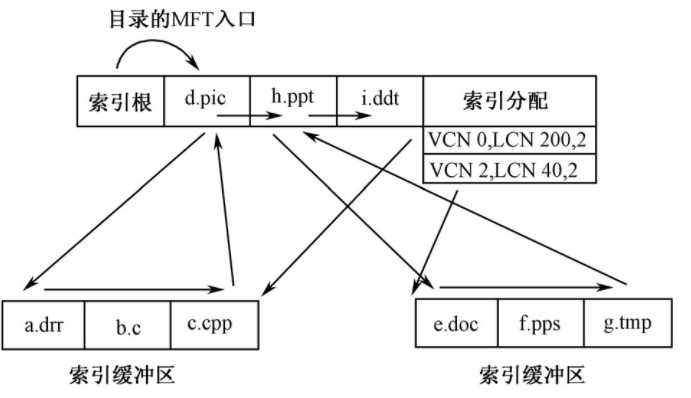 目录的MFT入口
索引根 d.pic h.ppt i.ddt 索引分配
VCN 0,LCN 200,2
VCN 2,LCN 40,2
a.drr b.c c.cpp e.doc f.pps g.tmp
索引缓冲区 索引缓冲区